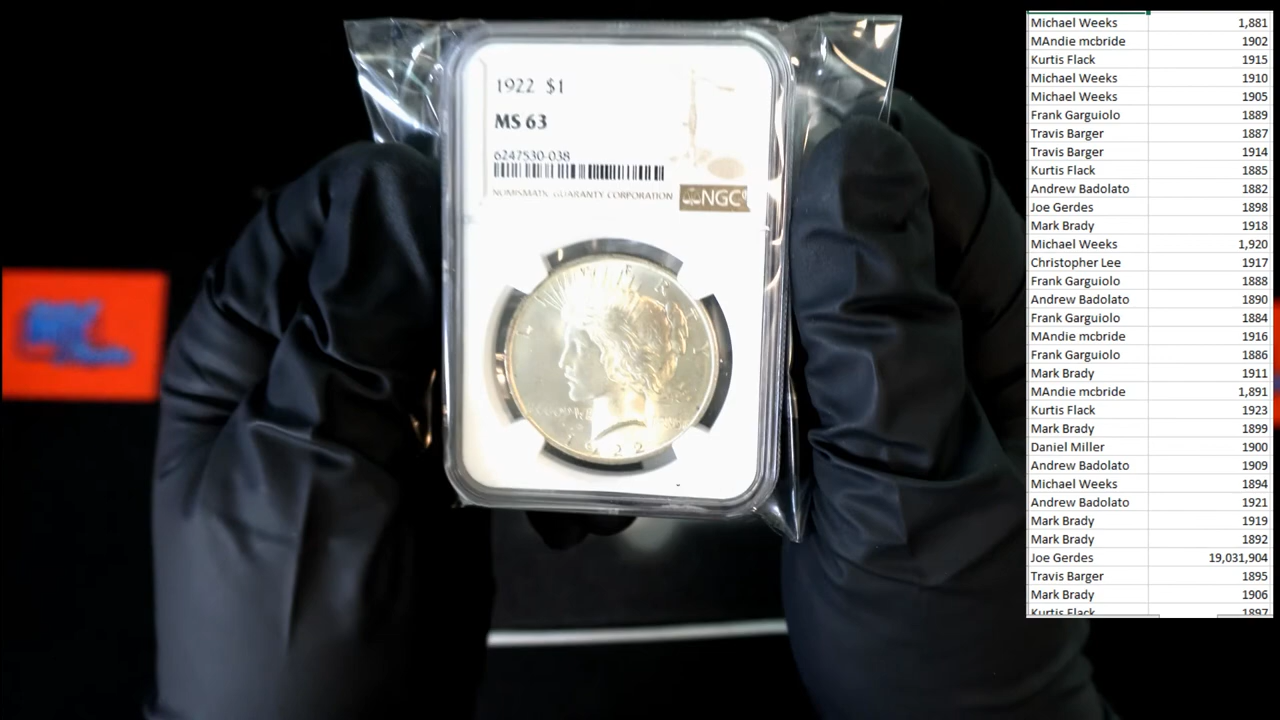 1922 $1
MS 63
6247530-038
NUMISMATIC GUARANTY CORPORATION
NGC
L I B E R T Y
1922
Michael Weeks 1,881
MAndie mcbride 1902
Kurtis Flack 1915
Michael Weeks 1910
Michael Weeks 1905
Frank Garguiolo 1889
Travis Barger 1887
Travis Barger 1914
Kurtis Flack 1885
Andrew Badolato 1882
Joe Gerdes 1898
Mark Brady 1918
Michael Weeks 1,920
Christopher Lee 1917
Frank Garguiolo 1888
Andrew Badolato 1890
Frank Garguiolo 1884
MAndie mcbride 1916
Frank Garguiolo 1886
Mark Brady 1911
MAndie mcbride 1,891
Kurtis Flack 1923
Mark Brady 1899
Daniel Miller 1900
Andrew Badolato 1909
Michael Weeks 1894
Andrew Badolato 1921
Mark Brady 1919
Mark Brady 1892
Joe Gerdes 19,031,904
Travis Barger 1895
Mark Brady 1906
Kurtis Flack 1897